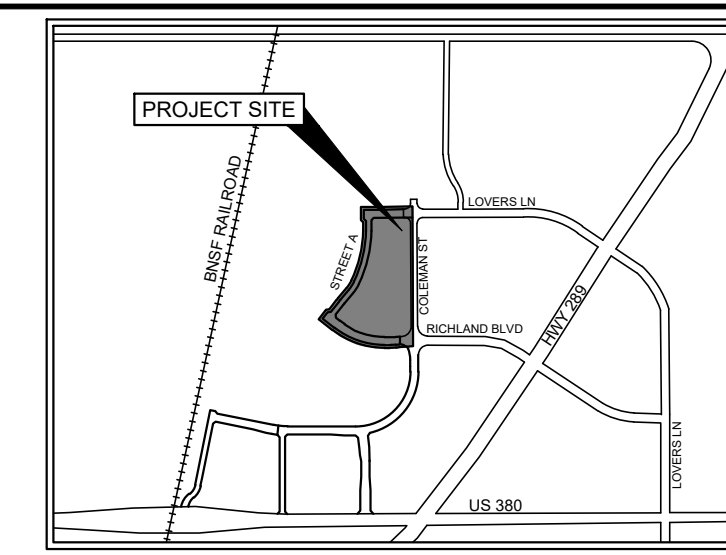 PROJECT SITE
BNSF RAILROAD
LOVERS LN
STREET A
COLEMAN ST
HWY 289
RICHLAND BLVD
LOVERS LN
US 380